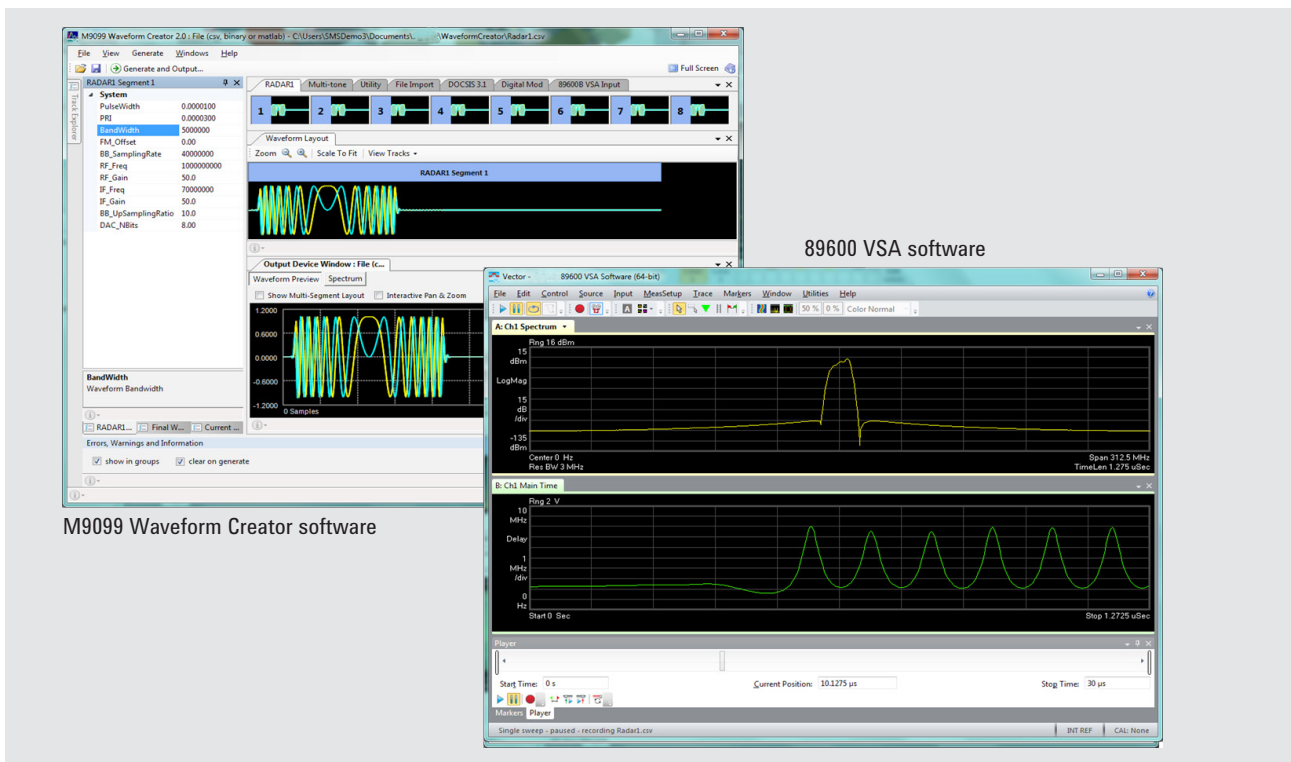 M9099 Waveform Creator 2.0 : File (csv, binary or matlab) - C:\Users\SMSDemo3\Documents\.. \WaveformCreator\Radar1.csv
File View Generate Windows Help
Generate and Output...
Full Screen
Track Explorer
RADAR1 Segment 1
System
PulseWidth 0.0000100
PRI 0.0000300
BandWidth 5000000
FM_Offset 0.00
BB_SamplingRate 40000000
RF_Freq 1000000000
RF_Gain 50.0
IF_Freq 70000000
IF_Gain 50.0
BB_UpSamplingRatio 10.0
DAC_NBits 8.00
BandWidth
Waveform Bandwidth
RADAR1... Final W... Current ...
RADAR1 Multi-tone Utility File Import DOCSIS 3.1 Digital Mod 89600B VSA Input
1 2 3 4 5 6 7 8
Waveform Layout
Zoom Scale To Fit View Tracks
RADAR1 Segment 1
Output Device Window : File (c...
Waveform Preview Spectrum
Show Multi-Segment Layout Interactive Pan & Zoom
1.2000
0.6000
0.0000
-0.6000
-1.2000
0 Samples
Errors, Warnings and Information
show in groups clear on generate
M9099 Waveform Creator software
89600 VSA software
Vector - 89600 VSA Software (64-bit)
File Edit Control Source Input MeasSetup Trace Markers Window Utilities Help
50 % 0 % Color Normal
A: Ch1 Spectrum
Rng 16 dBm
15
dBm
LogMag
15
dB
/div
-135
dBm
Center 0 Hz Span 312.5 MHz
Res BW 3 MHz TimeLen 1.275 uSec
B: Ch1 Main Time
Rng 2 V
10
MHz
Delay
1
MHz
/div
0
Hz
Start 0 Sec Stop 1.2725 uSec
Player
Start Time: 0 s Current Position: 10.1275 µs Stop Time: 30 µs
Markers Player
Single sweep - paused - recording Radar1.csv INT REF CAL: None